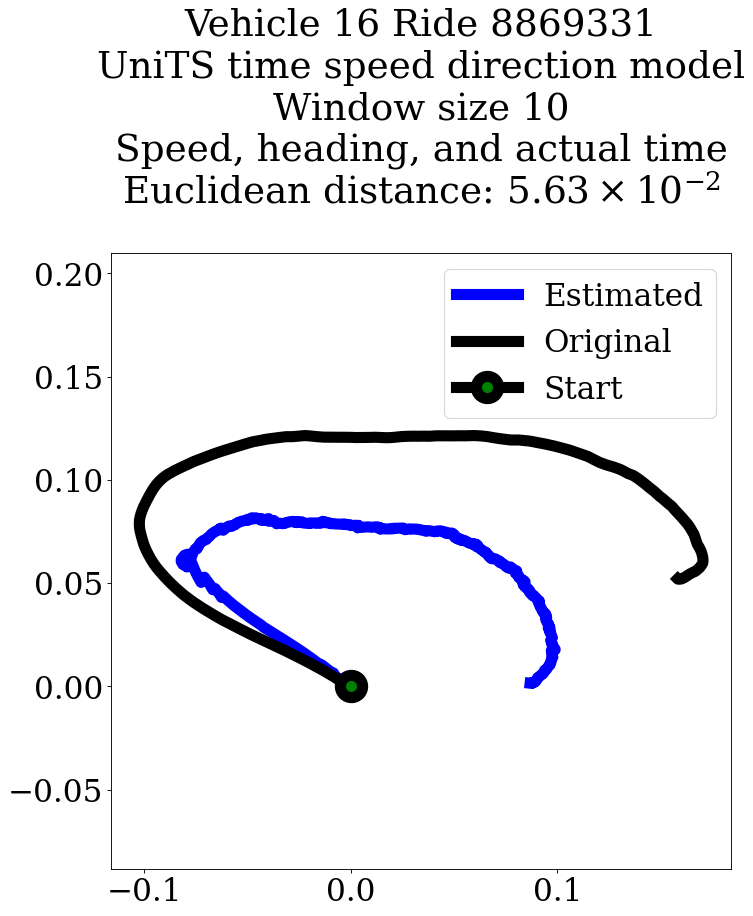 Vehicle 16 Ride 8869331
UniTS time speed direction model
Window size 10
Speed, heading, and actual time
Euclidean distance: 5.63 × 10⁻²
Estimated
Original
Start
0.20
0.15
0.10
0.05
0.00
−0.05
−0.1
0.0
0.1